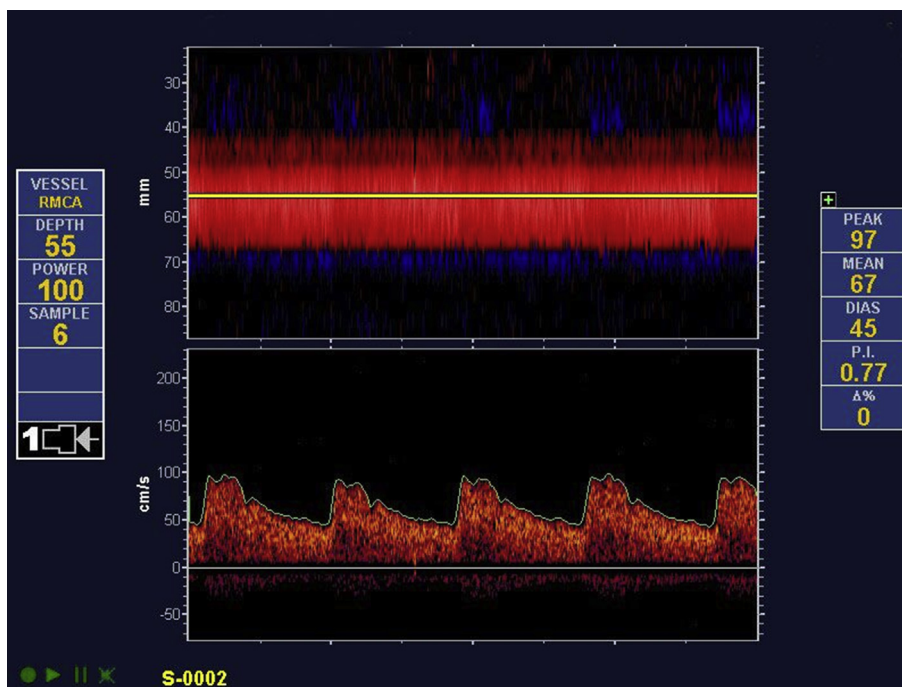 VESSEL
RMCA
DEPTH
55
POWER
100
SAMPLE
6
1
mm
30
40
50
60
70
80
cm/s
200
150
100
50
0
-50
+
PEAK
97
MEAN
67
DIAS
45
P.I.
0.77
Δ%
0
S-0002